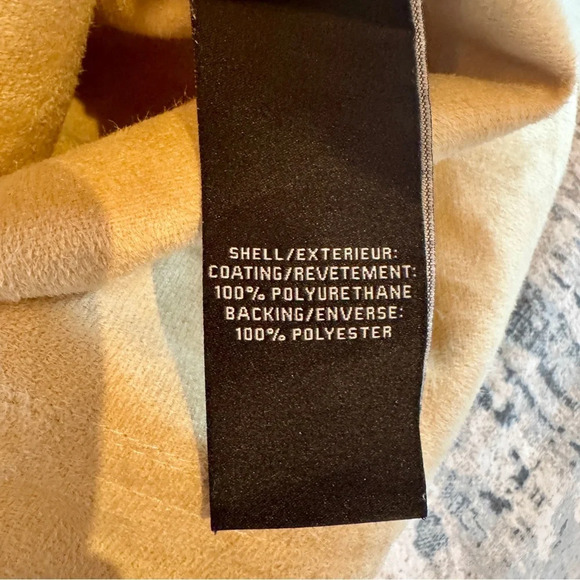 SHELL/EXTERIEUR:
COATING/REVETEMENT:
100% POLYURETHANE
BACKING/ENVERSE:
100% POLYESTER